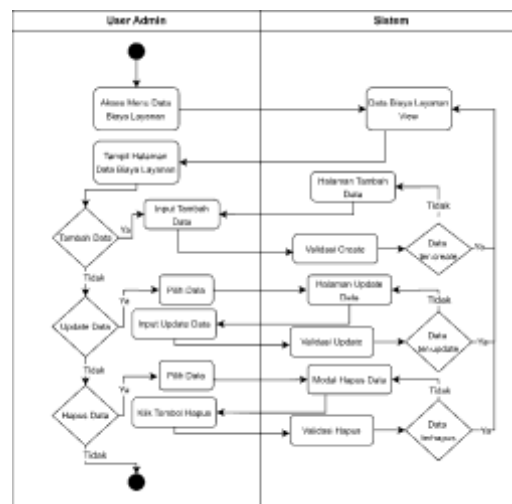 User Admin
Sistem
Akses Menu Data
Biaya Layanan
Data Biaya Layanan
View
Tampil Halaman
Data Biaya Layanan
Halaman Tambah
Data
Input Tambah
Data
Tidak
Tambah Data
Ya
Validasi Create
Data
ter-create
Ya
Tidak
Pilih Data
Halaman Update
Data
Ya
Tidak
Update Data
Input Update Data
Validasi Update
Data
ter-update
Ya
Tidak
Pilih Data
Modal Hapus Data
Ya
Tidak
Hapus Data
Klik Tombol Hapus
Validasi Hapus
Data
terhapus
Ya
Tidak